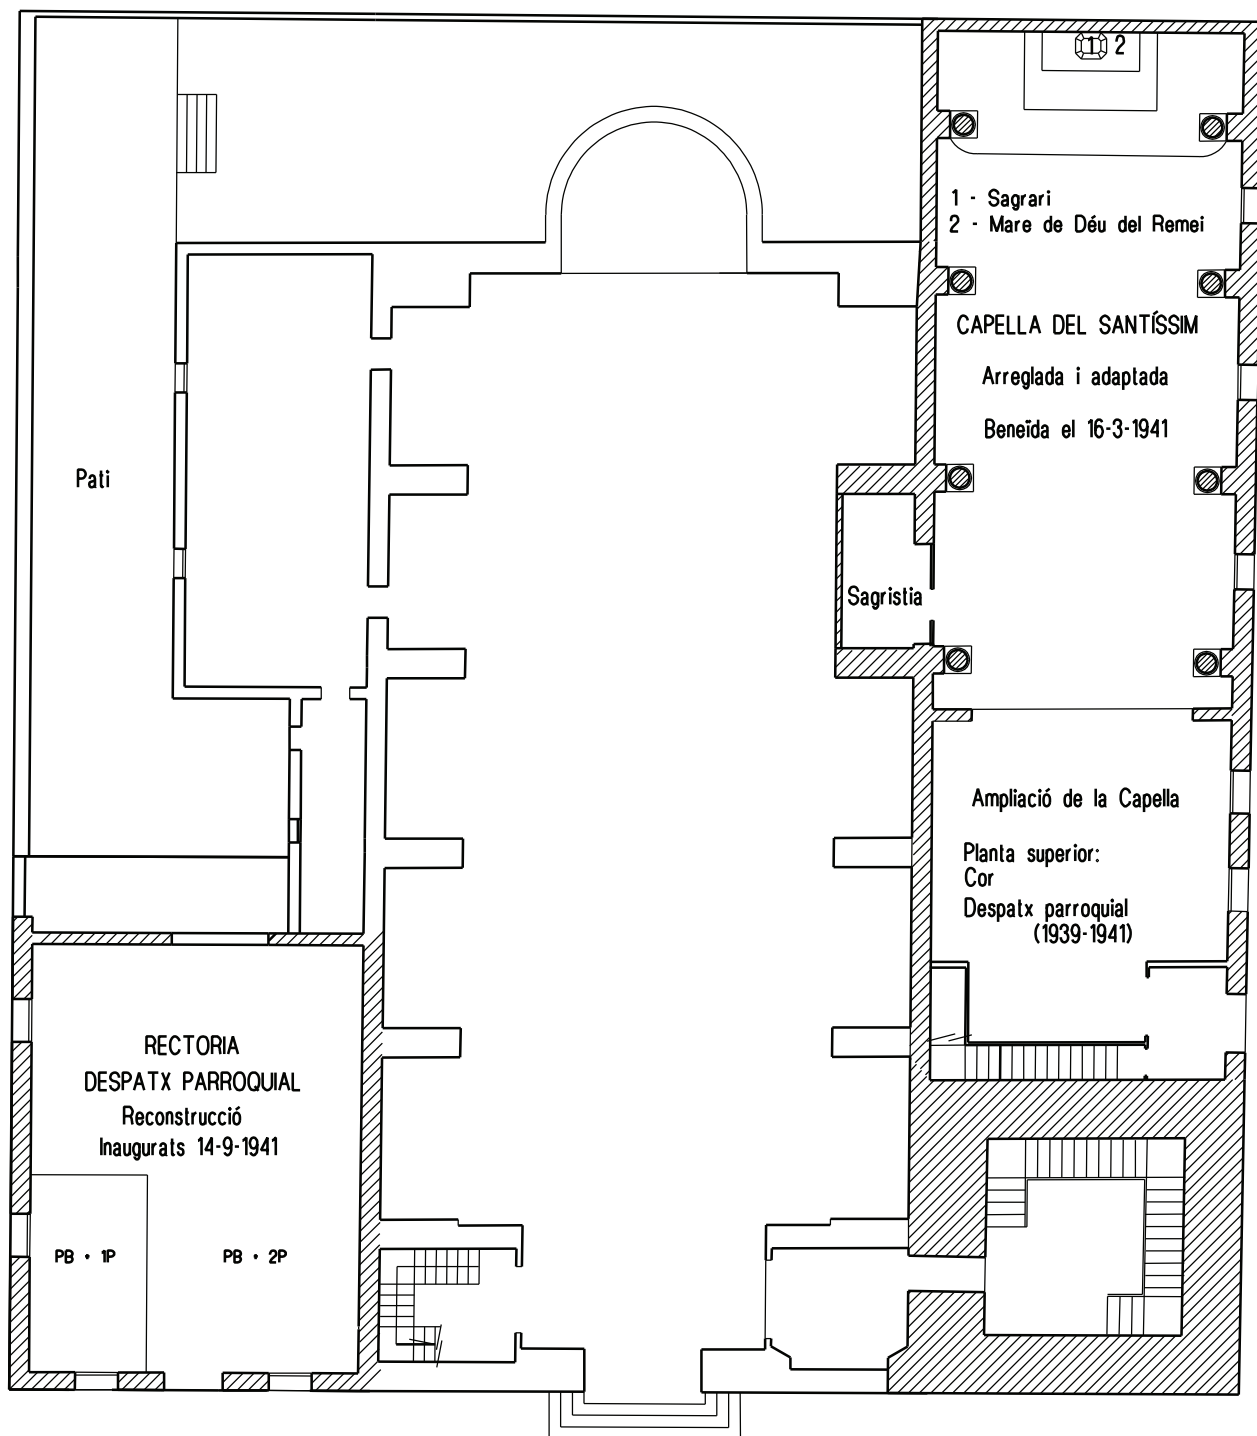 1 2
1 - Sagrari
2 - Mare de Déu del Remei
CAPELLA DEL SANTÍSSIM
Arreglada i adaptada
Beneïda el 16-3-1941
Pati
Sagristia
Ampliació de la Capella
Planta superior:
Cor
Despatx parroquial
(1939-1941)
RECTORIA
DESPATX PARROQUIAL
Reconstrucció
Inaugurats 14-9-1941
PB + 1P
PB + 2P